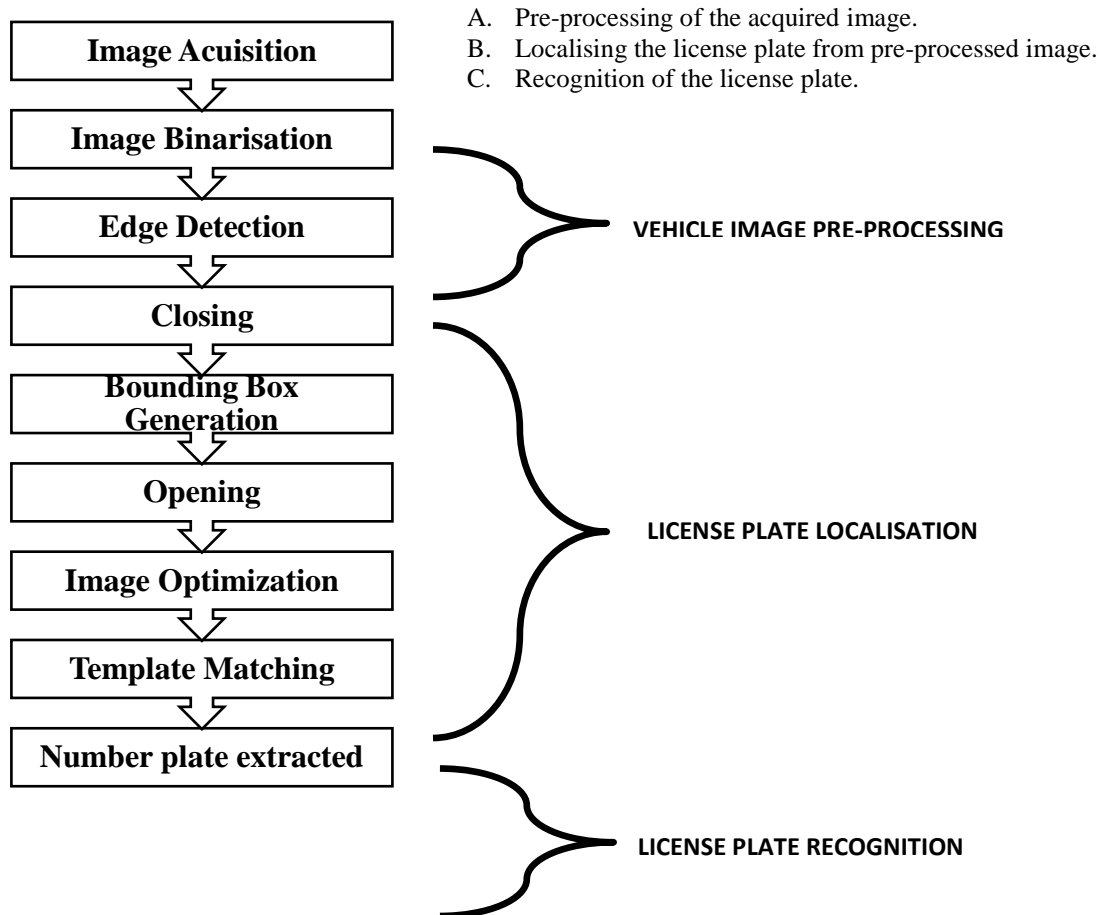 A. Pre-processing of the acquired image.
B. Localising the license plate from pre-processed image.
C. Recognition of the license plate.
Image Acuisition
Image Binarisation
Edge Detection
Closing
Bounding Box
Generation
Opening
Image Optimization
Template Matching
Number plate extracted
VEHICLE IMAGE PRE-PROCESSING
LICENSE PLATE LOCALISATION
LICENSE PLATE RECOGNITION